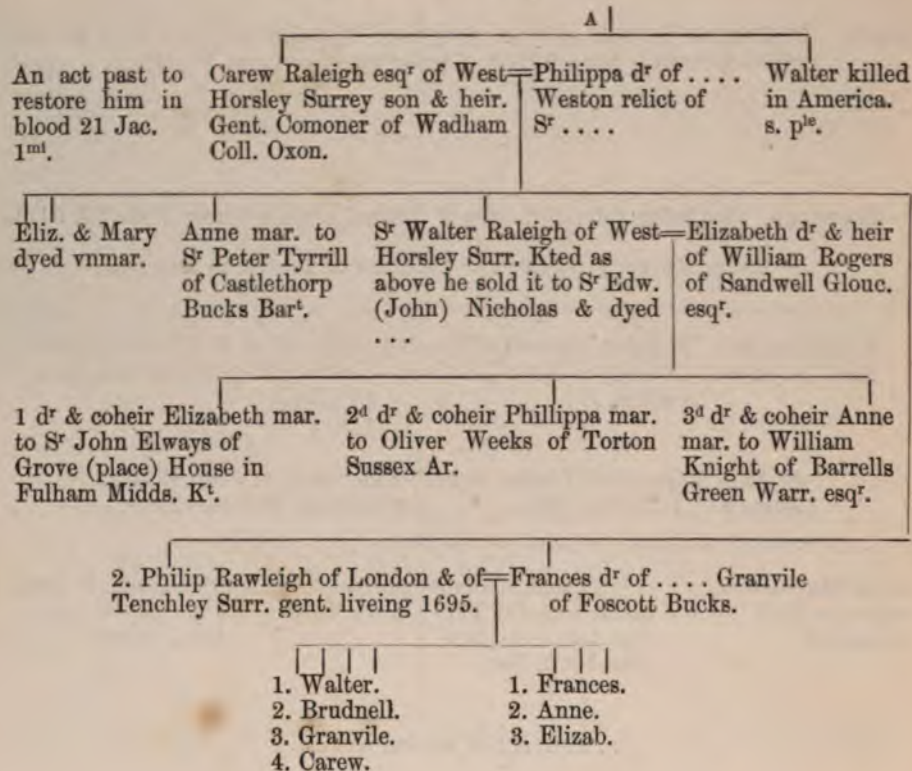 A
An act past to
restore him in
blood 21 Jac.
1mi.
Carew Raleigh esqr of West
Horsley Surrey son & heir.
Gent. Comoner of Wadham
Coll. Oxon.
Philippa dr of . . . .
Weston relict of
Sr . . . .
Walter killed
in America.
s. ple.
Eliz. & Mary
dyed vnmar.
Anne mar. to
Sr Peter Tyrrill
of Castlethorp
Bucks Bart.
Sr Walter Raleigh of West
Horsley Surr. Kted as
above he sold it to Sr Edw.
(John) Nicholas & dyed
. . .
Elizabeth dr & heir
of William Rogers
of Sandwell Glouc.
esqr.
1 dr & coheir Elizabeth mar.
to Sr John Elways of
Grove (place) House in
Fulham Midds. Kt.
2d dr & coheir Phillippa mar.
to Oliver Weeks of Torton
Sussex Ar.
3d dr & coheir Anne
mar. to William
Knight of Barrells
Green Warr. esqr.
2. Philip Rawleigh of London & of
Tenchley Surr. gent. liveing 1695.
Frances dr of . . . . Granvile
of Foscott Bucks.
1. Walter.
2. Brudnell.
3. Granvile.
4. Carew.
1. Frances.
2. Anne.
3. Elizab.